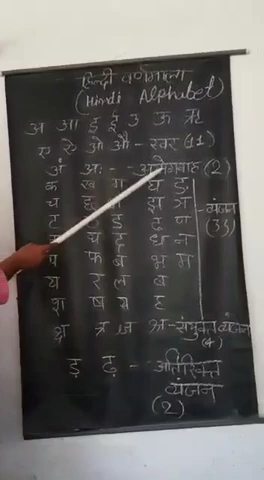 हिन्दी वर्णमाला
(Hindi Alphabet)
अ आ इ ई उ ऊ ऋ
ए ऐ ओ औ - स्वर (11)
अं अः - - अयोगवाह (2)
क ख ग घ ङ
च ज झ ञ
ट ड ढ ण
ध न
प फ ब भ म
य र ल व
श ष स ह
क्ष त्र ज्ञ श्र - संयुक्त व्यंजन
(4)
ड़ ढ़ - - अतिरिक्त
व्यंजन
(2)
- व्यंजन
(33)